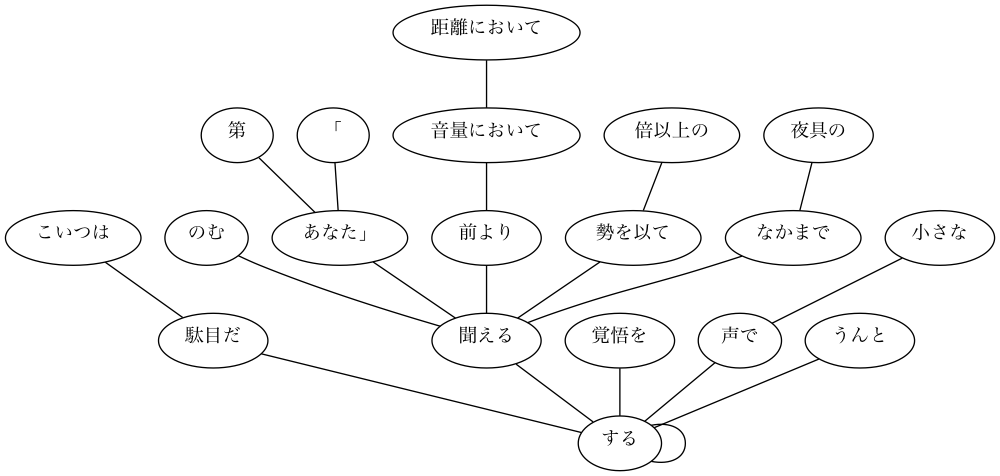 距離において
第
「
音量において
倍以上の
夜具の
こいつは
のむ
あなた」
前より
勢を以て
なかまで
小さな
駄目だ
聞える
覚悟を
声で
うんと
する